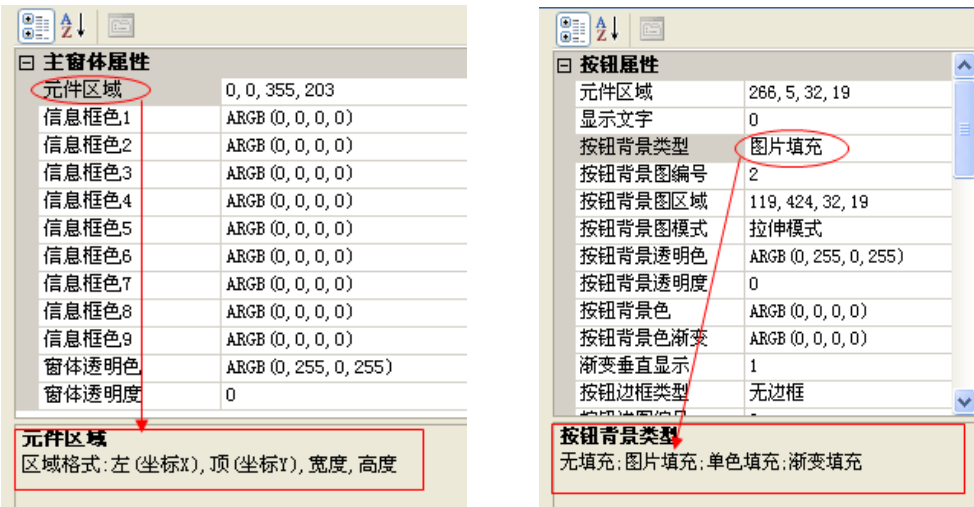 主窗体属性
元件区域 0, 0, 355, 203
信息框色1 ARGB(0, 0, 0, 0)
信息框色2 ARGB(0, 0, 0, 0)
信息框色3 ARGB(0, 0, 0, 0)
信息框色4 ARGB(0, 0, 0, 0)
信息框色5 ARGB(0, 0, 0, 0)
信息框色6 ARGB(0, 0, 0, 0)
信息框色7 ARGB(0, 0, 0, 0)
信息框色8 ARGB(0, 0, 0, 0)
信息框色9 ARGB(0, 0, 0, 0)
窗体透明色 ARGB(0, 255, 0, 255)
窗体透明度 0
元件区域
区域格式:左(坐标X),顶(坐标Y),宽度,高度
按钮属性
元件区域 266, 5, 32, 19
显示文字 0
按钮背景类型 图片填充
按钮背景图编号 2
按钮背景图区域 119, 424, 32, 19
按钮背景图模式 拉伸模式
按钮背景透明色 ARGB(0, 255, 0, 255)
按钮背景透明度 0
按钮背景色 ARGB(0, 0, 0, 0)
按钮背景色渐变 ARGB(0, 0, 0, 0)
渐变垂直显示 1
按钮边框类型 无边框
按钮背景类型
无填充;图片填充;单色填充;渐变填充